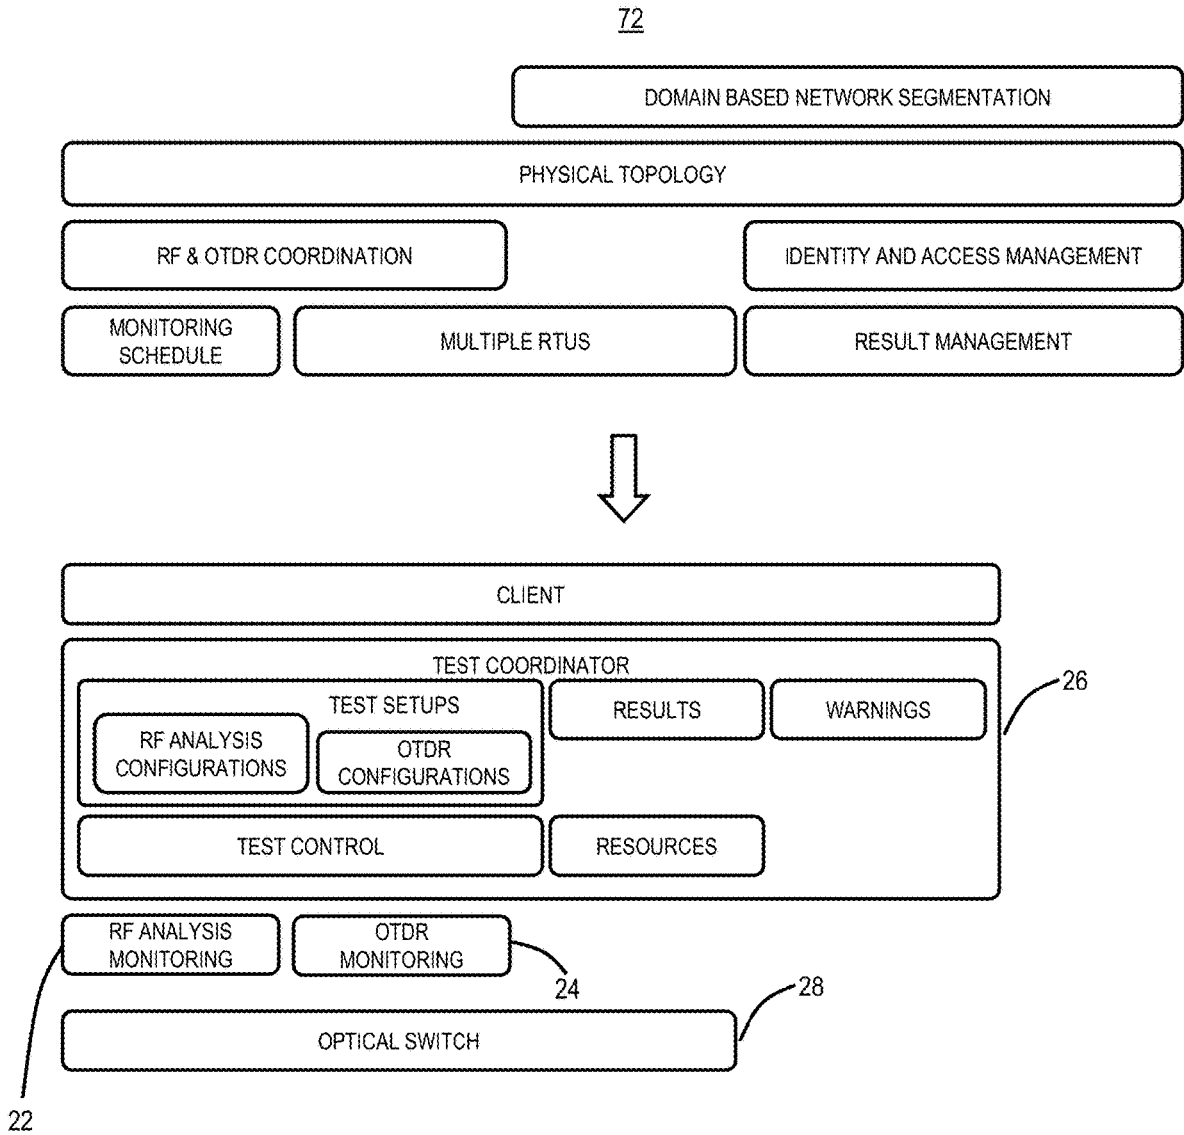 72
DOMAIN BASED NETWORK SEGMENTATION
PHYSICAL TOPOLOGY
RF & OTDR COORDINATION
IDENTITY AND ACCESS MANAGEMENT
MONITORING
SCHEDULE
MULTIPLE RTUS
RESULT MANAGEMENT
CLIENT
TEST COORDINATOR
26
TEST SETUPS
RF ANALYSIS
CONFIGURATIONS
OTDR
CONFIGURATIONS
RESULTS
WARNINGS
TEST CONTROL
RESOURCES
RF ANALYSIS
MONITORING
OTDR
MONITORING
24
28
OPTICAL SWITCH
22